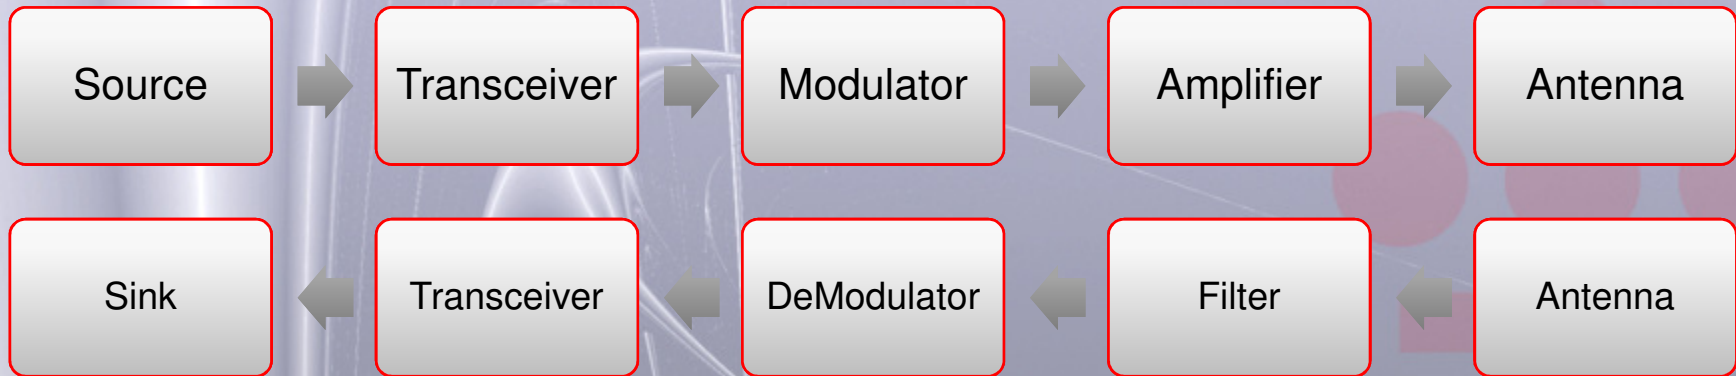 Source
Transceiver
Modulator
Amplifier
Antenna
Sink
Transceiver
DeModulator
Filter
Antenna